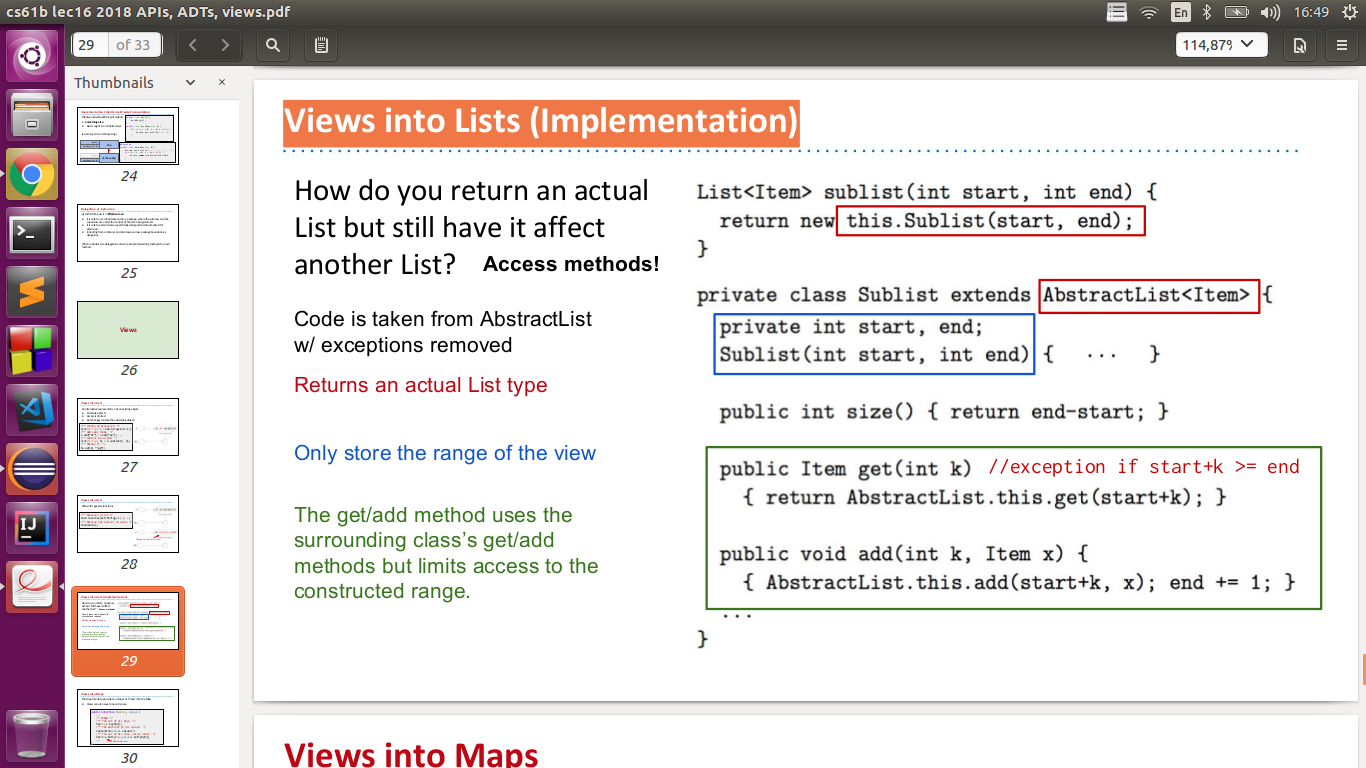 cs61b lec16 2018 APIs, ADTs, views.pdf
En
16:49
29 of 33
114,87%
Thumbnails
24
25
Views
26
27
28
29
30
Views into Lists (Implementation)
How do you return an actual
List but still have it affect
another List? Access methods!
Code is taken from AbstractList
w/ exceptions removed
Returns an actual List type
Only store the range of the view
The get/add method uses the
surrounding class’s get/add
methods but limits access to the
constructed range.
List<Item> sublist(int start, int end) {
return new this.Sublist(start, end);
}
private class Sublist extends AbstractList<Item> {
private int start, end;
Sublist(int start, int end) { ... }
public int size() { return end-start; }
public Item get(int k) //exception if start+k >= end
{ return AbstractList.this.get(start+k); }
public void add(int k, Item x) {
{ AbstractList.this.add(start+k, x); end += 1; }
...
}
Views into Maps